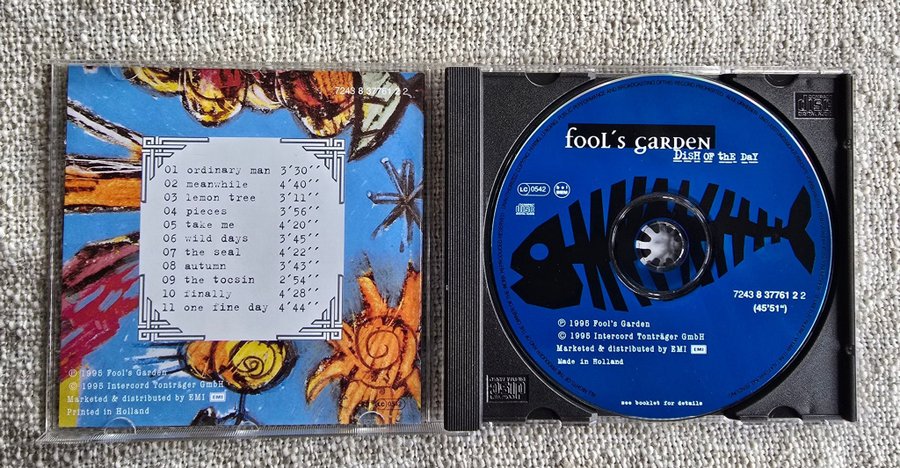 7243 8 37761 2 2
01 ordinary man 3´30´´
02 meanwhile 4´40´´
03 lemon tree 3´11´´
04 pieces 3´56´´
05 take me 4´20´´
06 wild days 3´45´´
07 the seal 4´22´´
08 autumn 3´43´´
09 the tocsin 2´54´´
10 finally 4´28´´
11 one fine day 4´44´´
℗ 1995 Fool's Garden
© 1995 Intercord Tonträger GmbH
Marketed & distributed by EMI EMI
Printed in Holland
LC 0542
fool´s garden
Dish of the Day
LC 0542
7243 8 37761 2 2
(45'51")
℗ 1995 Fool's Garden
© 1995 Intercord Tonträger GmbH
Marketed & distributed by EMI EMI
Made in Holland
see booklet for details